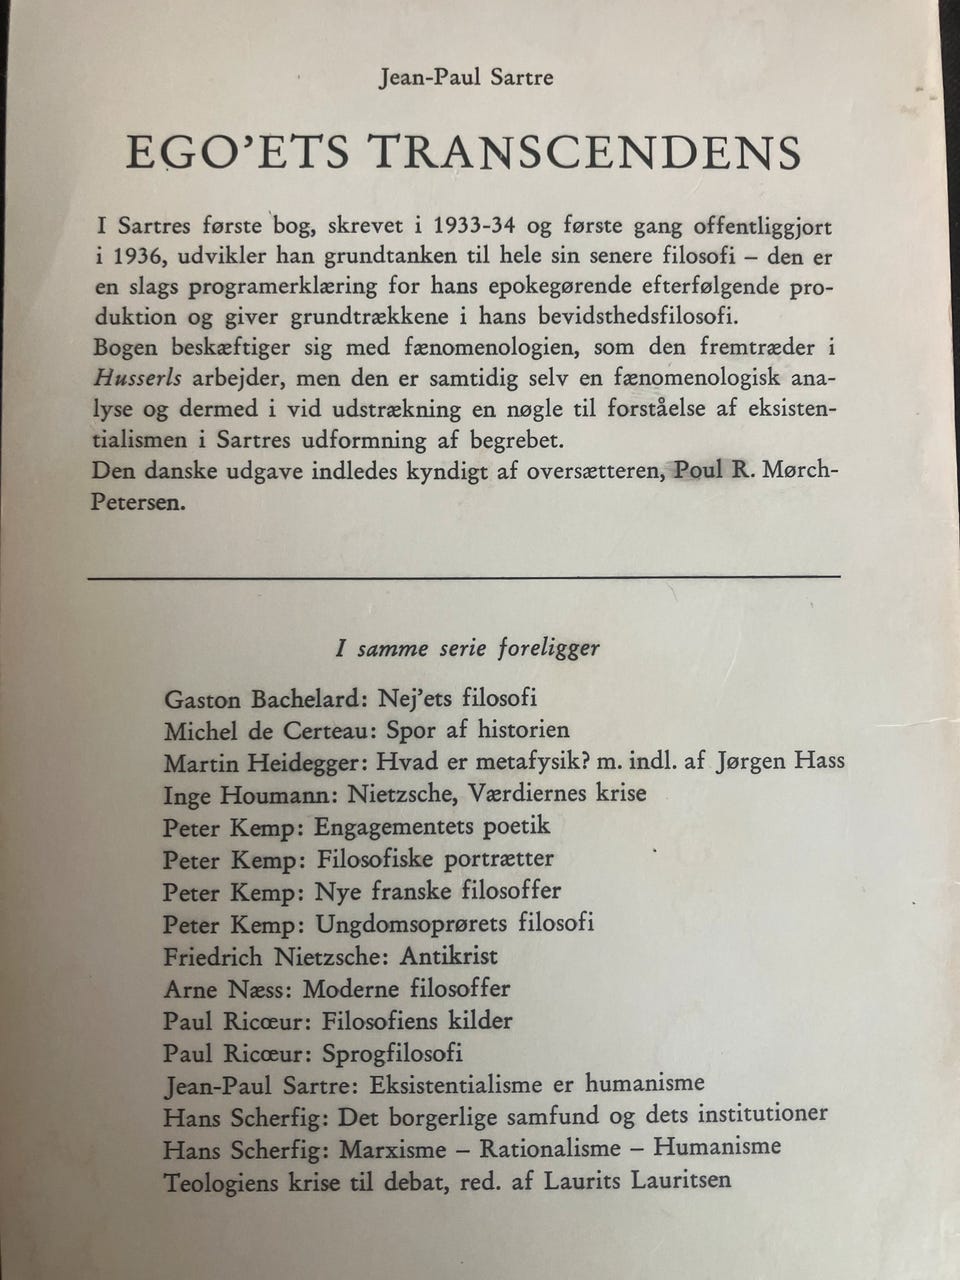 Jean-Paul Sartre
EGO’ETS TRANSCENDENS
I Sartres første bog, skrevet i 1933-34 og første gang offentliggjort
i 1936, udvikler han grundtanken til hele sin senere filosofi – den er
en slags programerklæring for hans epokegørende efterfølgende pro-
duktion og giver grundtrækkene i hans bevidsthedsfilosofi.
Bogen beskæftiger sig med fænomenologien, som den fremtræder i
Husserls arbejder, men den er samtidig selv en fænomenologisk ana-
lyse og dermed i vid udstrækning en nøgle til forståelse af eksisten-
tialismen i Sartres udformning af begrebet.
Den danske udgave indledes kyndigt af oversætteren, Poul R. Mørch-
Petersen.
I samme serie foreligger
Gaston Bachelard: Nej’ets filosofi
Michel de Certeau: Spor af historien
Martin Heidegger: Hvad er metafysik? m. indl. af Jørgen Hass
Inge Houmann: Nietzsche, Værdiernes krise
Peter Kemp: Engagementets poetik
Peter Kemp: Filosofiske portrætter
Peter Kemp: Nye franske filosoffer
Peter Kemp: Ungdomsoprørets filosofi
Friedrich Nietzsche: Antikrist
Arne Næss: Moderne filosoffer
Paul Ricœur: Filosofiens kilder
Paul Ricœur: Sprogfilosofi
Jean-Paul Sartre: Eksistentialisme er humanisme
Hans Scherfig: Det borgerlige samfund og dets institutioner
Hans Scherfig: Marxisme – Rationalisme – Humanisme
Teologiens krise til debat, red. af Laurits Lauritsen